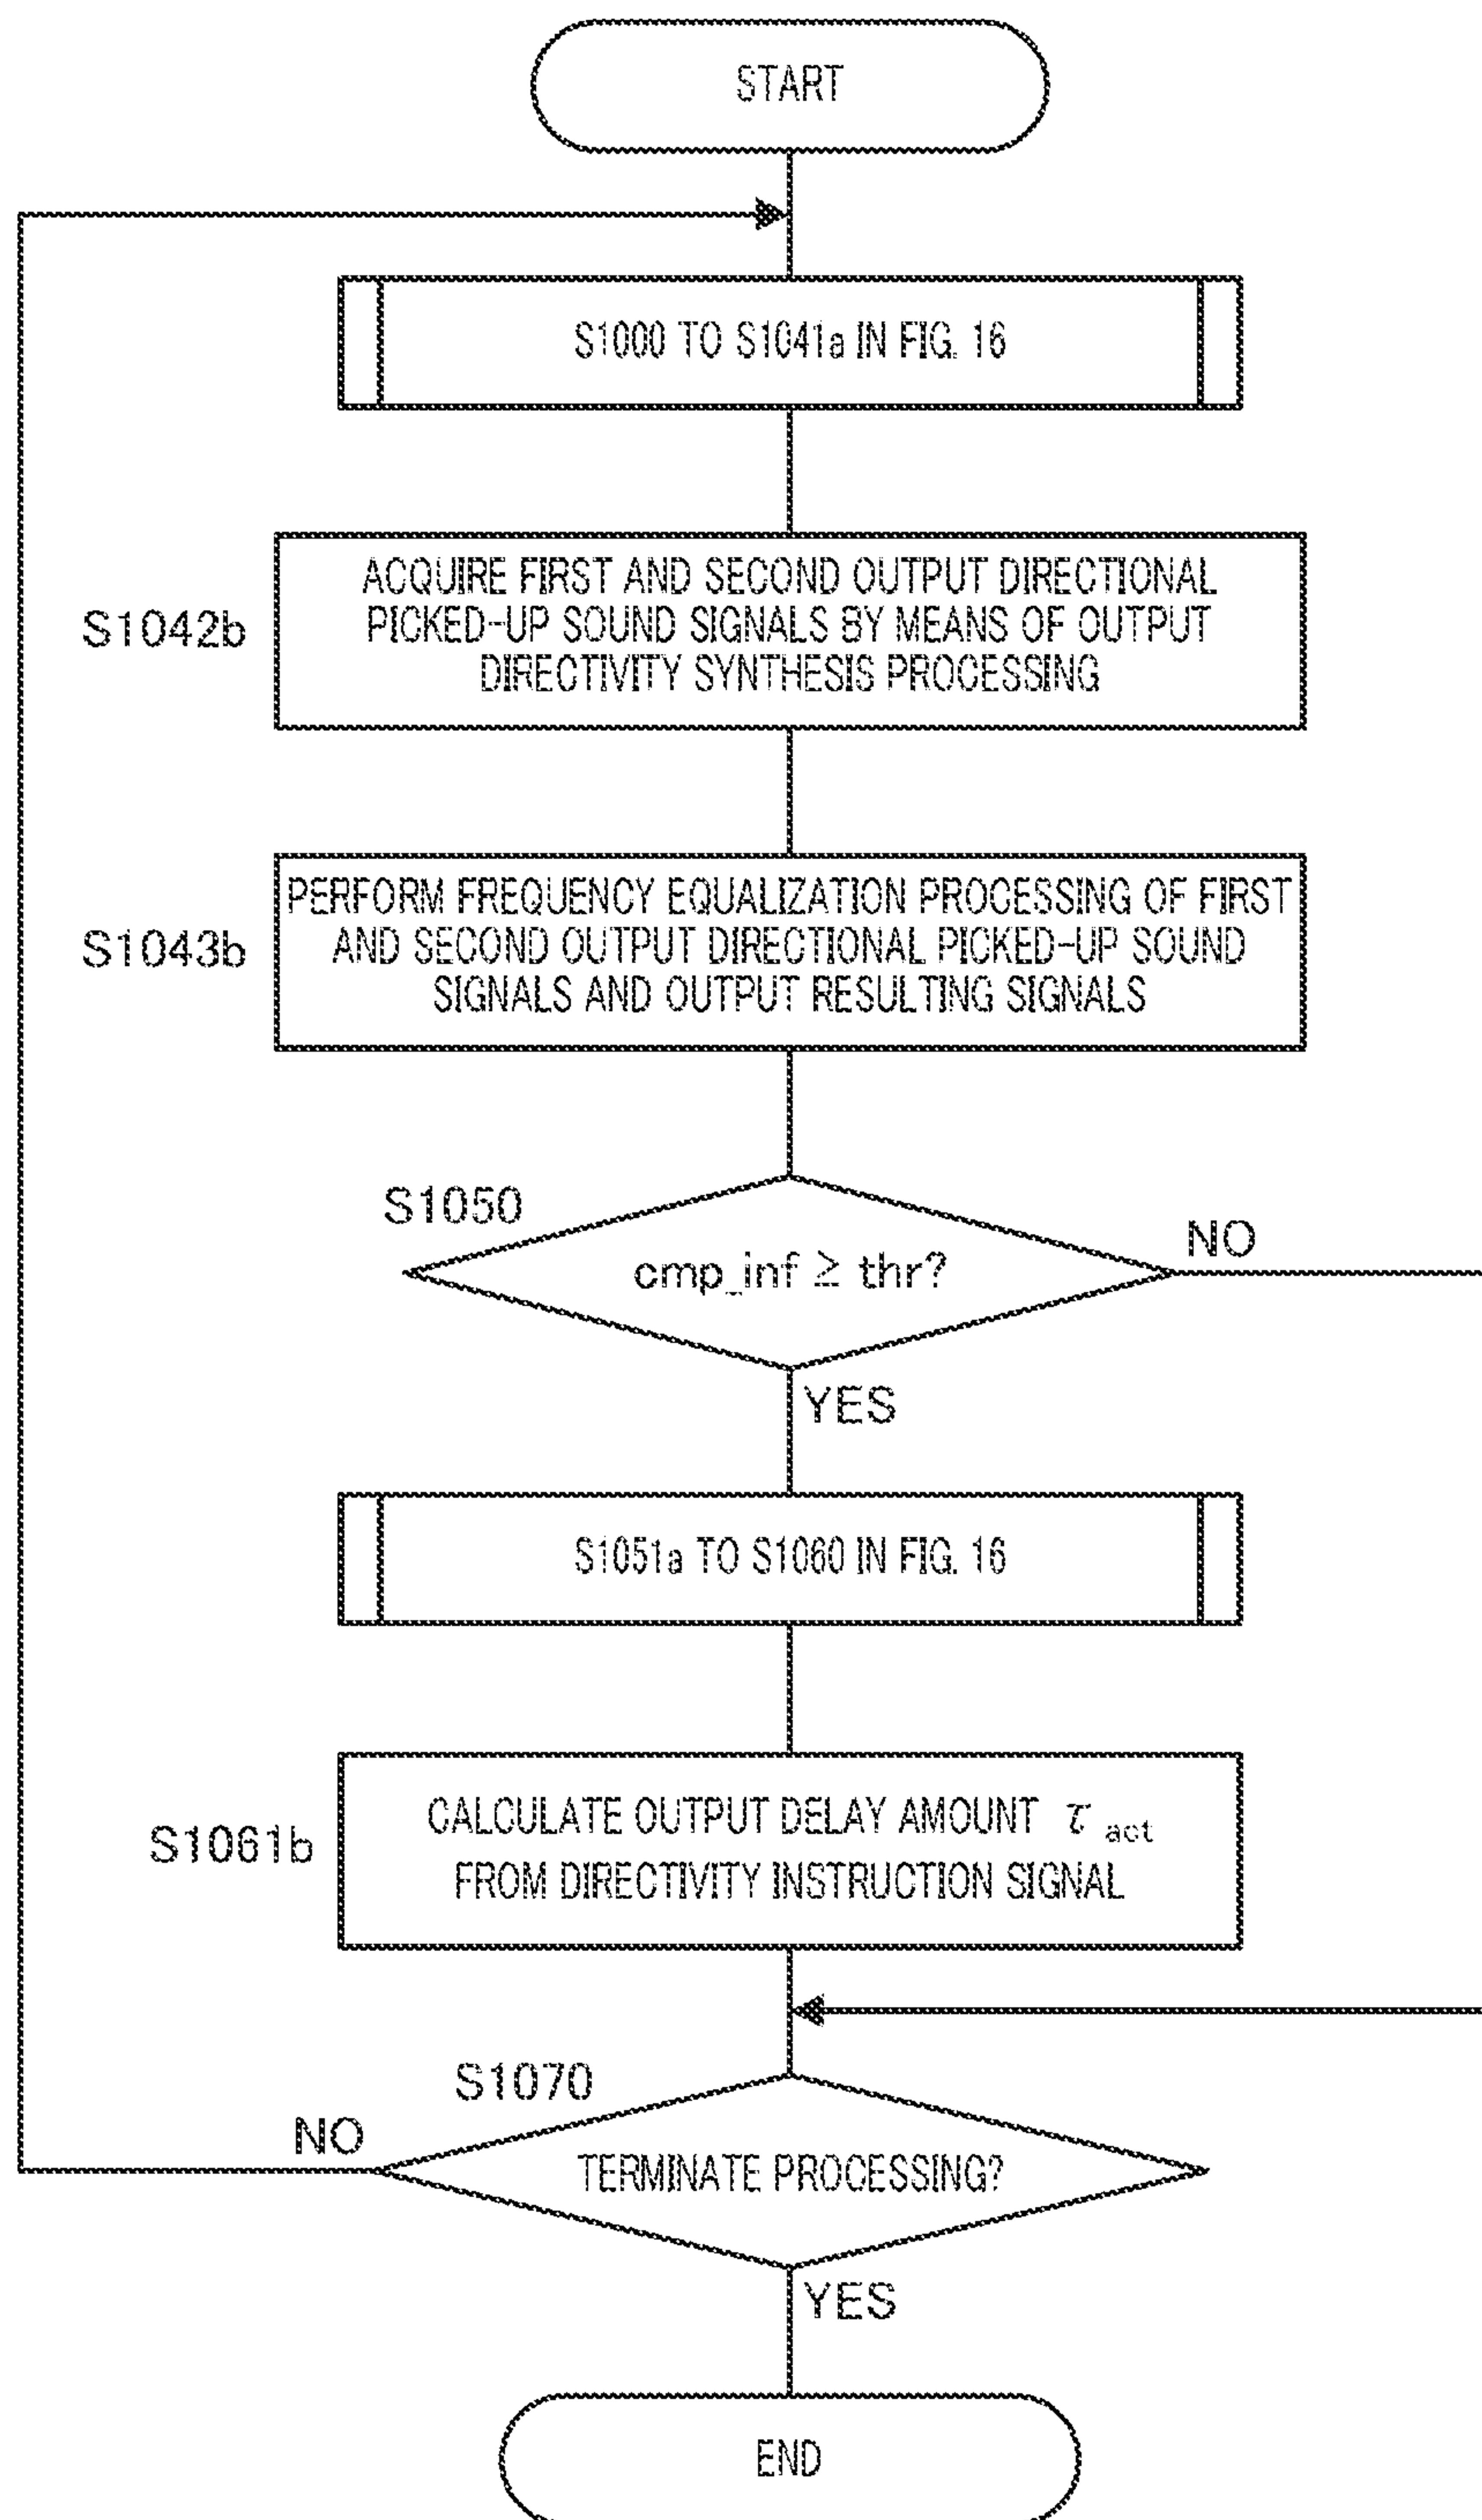 START
S1000 TO S1041a IN FIG. 16
S1042b
ACQUIRE FIRST AND SECOND OUTPUT DIRECTIONAL
PICKED-UP SOUND SIGNALS BY MEANS OF OUTPUT
DIRECTIVITY SYNTHESIS PROCESSING
S1043b
PERFORM FREQUENCY EQUALIZATION PROCESSING OF FIRST
AND SECOND OUTPUT DIRECTIONAL PICKED-UP SOUND
SIGNALS AND OUTPUT RESULTING SIGNALS
S1050
cmp_inf ≥ thr?
NO
YES
S1051a TO S1060 IN FIG. 16
S1061b
CALCULATE OUTPUT DELAY AMOUNT τ act
FROM DIRECTIVITY INSTRUCTION SIGNAL
S1070
NO
TERMINATE PROCESSING?
YES
END